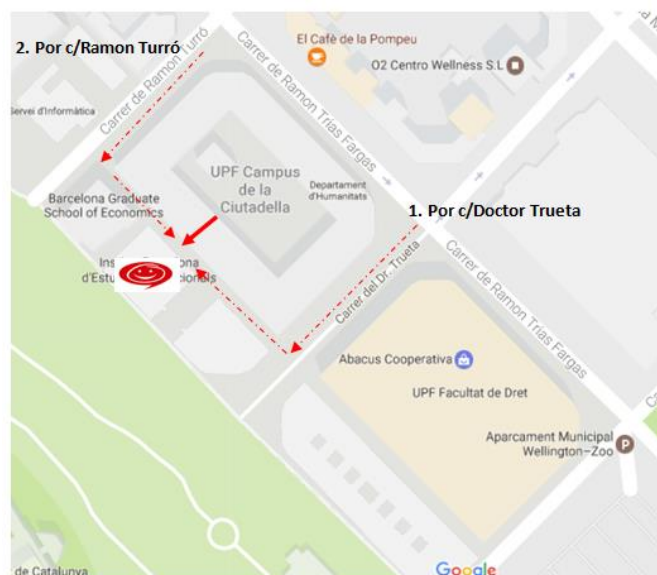 2. Por c/Ramon Turró
El Cafè de la Pompeu
O2 Centro Wellness S.L
Carrer de Ramon Turró
Carrer de Ramon Trias Fargas
Servei d'Informàtica
UPF Campus
de la
Ciutadella
Departament
d'Humanitats
Barcelona Graduate
School of Economics
1. Por c/Doctor Trueta
Carrer del Dr. Trueta
Carrer de Ramon Trias Fargas
Abacus Cooperativa
UPF Facultat de Dret
Aparcament Municipal
Wellington-Zoo
P
de Catalunya
Google